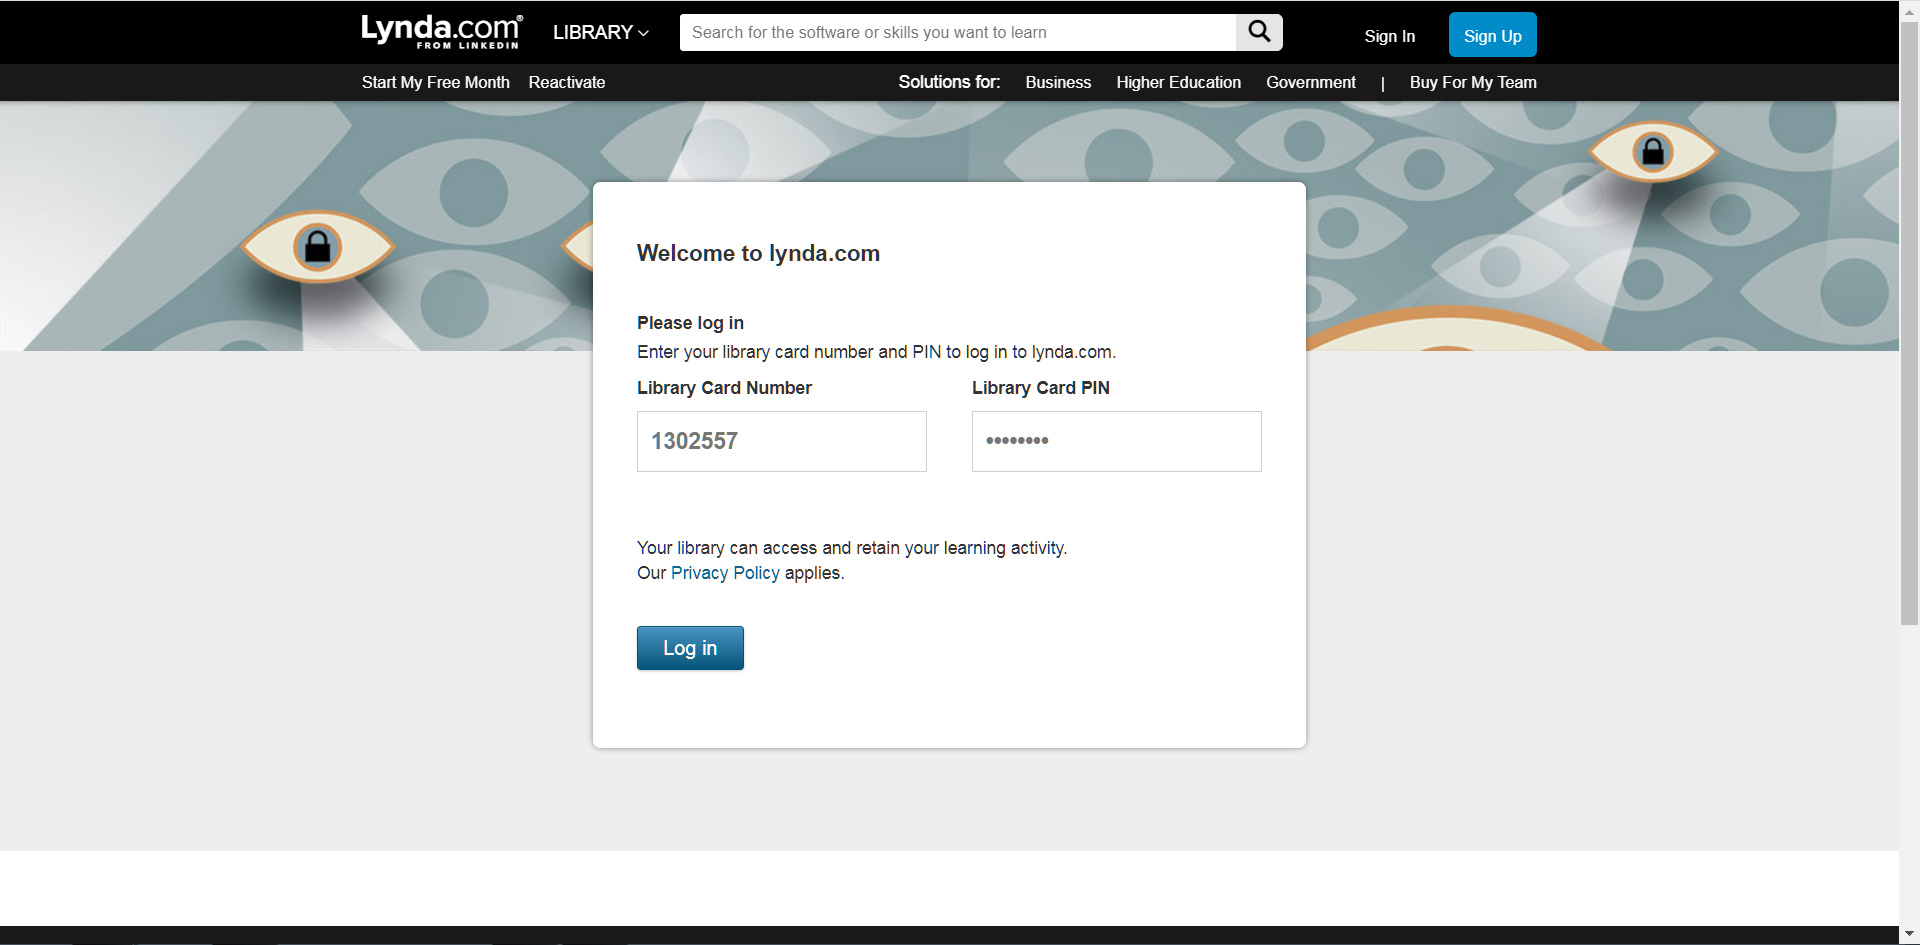 Lynda.com®
FROM LINKEDIN
LIBRARY
Search for the software or skills you want to learn
Sign In
Sign Up
Start My Free Month
Reactivate
Solutions for:
Business
Higher Education
Government
|
Buy For My Team
Welcome to lynda.com
Please log in
Enter your library card number and PIN to log in to lynda.com.
Library Card Number
Library Card PIN
1302557
••••••••
Your library can access and retain your learning activity.
Our Privacy Policy applies.
Log in